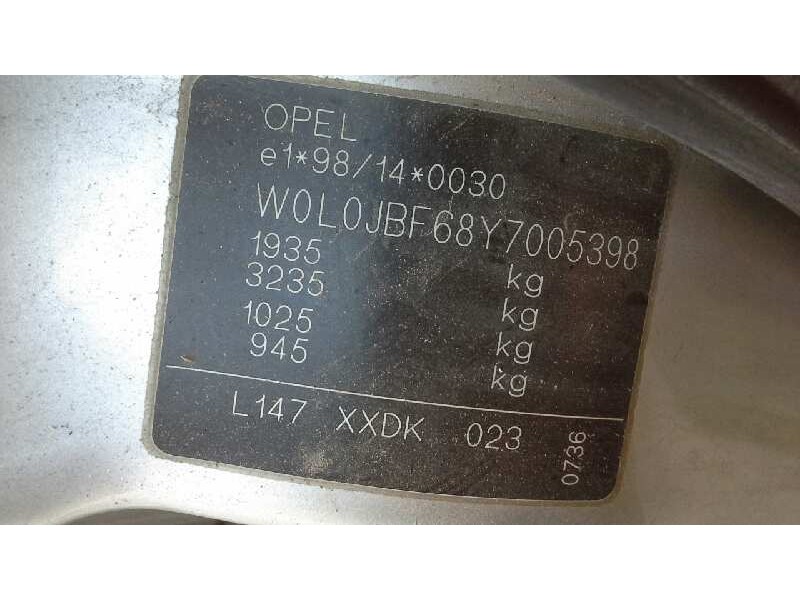 OPEL
e1*98/14*0030
W0L0JBF68Y7005398
1935 kg
3235 kg
1025 kg
945 kg
L147 XXDK 023 0736